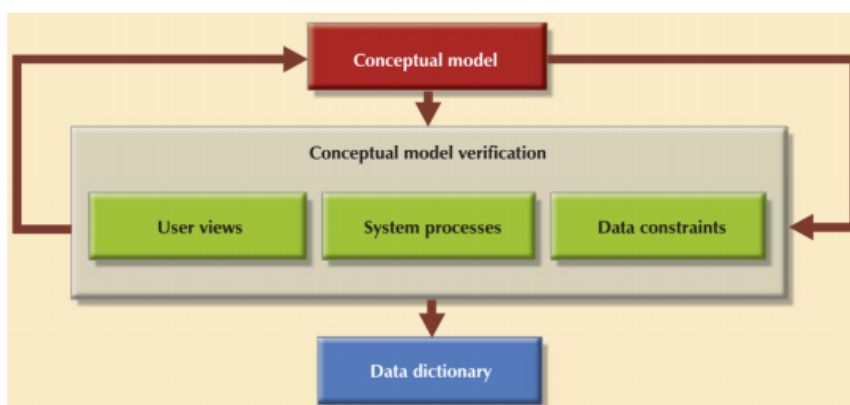 Conceptual model
Conceptual model verification
User views
System processes
Data constraints
Data dictionary